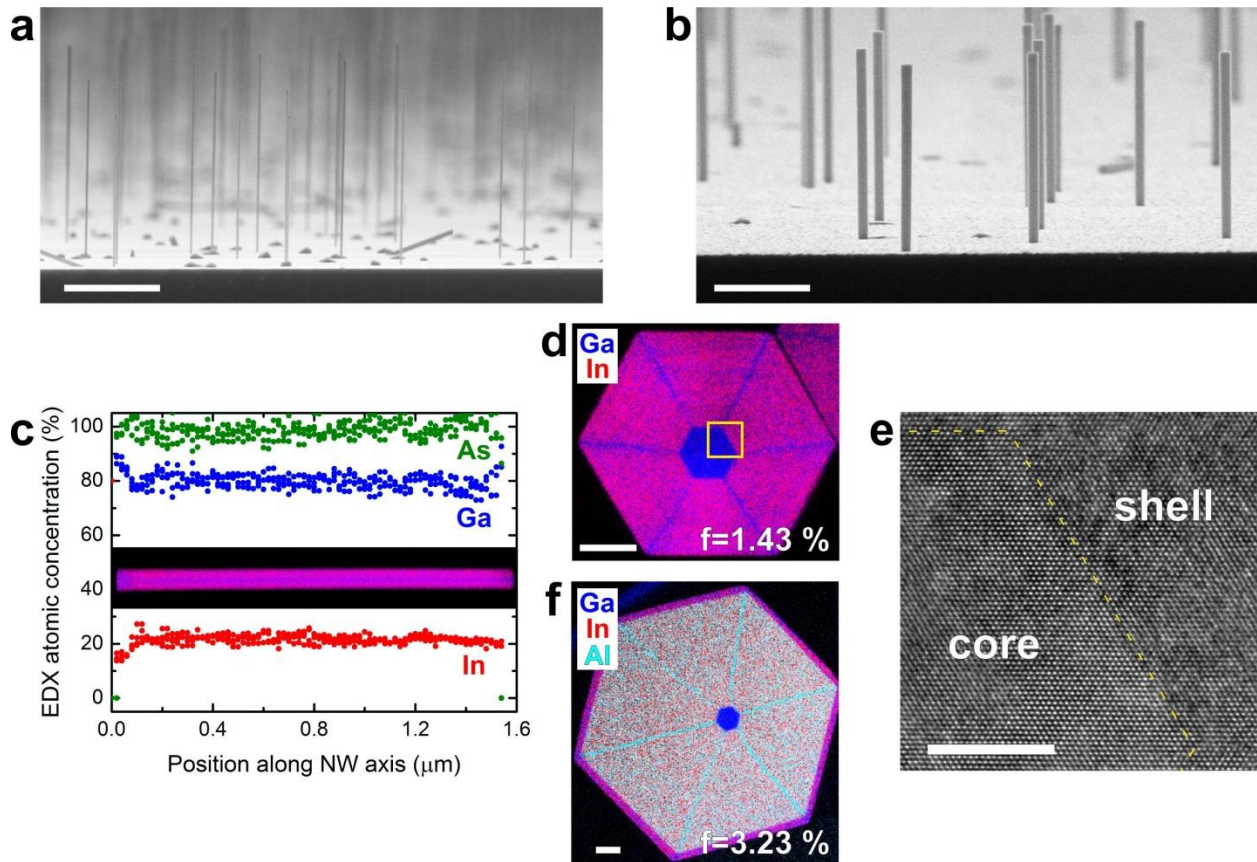 a
b
c
EDX atomic concentration (%)
100
80
60
40
20
0
As
Ga
In
0.0 0.4 0.8 1.2 1.6
Position along NW axis (μm)
d
Ga
In
f=1.43 %
e
shell
core
f
Ga
In
Al
f=3.23 %